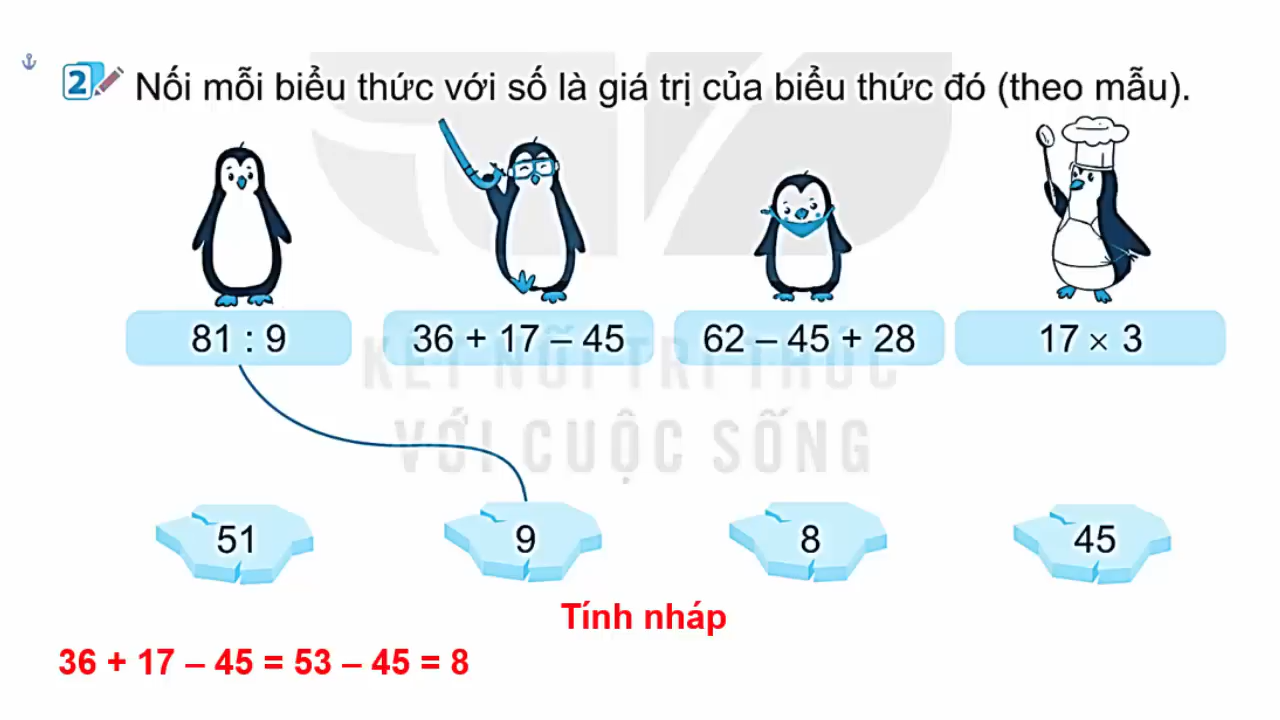 2 Nối mỗi biểu thức với số là giá trị của biểu thức đó (theo mẫu).
81 : 9 36 + 17 – 45 62 – 45 + 28 17 × 3
KẾT NỐI TRI THỨC
VỚI CUỘC SỐNG
51 9 8 45
Tính nháp
36 + 17 – 45 = 53 – 45 = 8